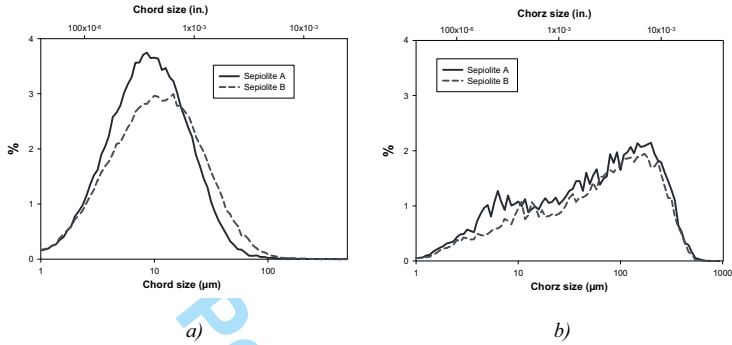 Chord size (in.)
100x10-6 1x10-3 10x10-3
4
3
2
1
0
%
Sepiolite A
Sepiolite B
1 10 100
Chord size (µm)
a)
Chorz size (in.)
100x10-6 1x10-3 10x10-3
4
3
2
1
0
%
Sepiolite A
Sepiolite B
1 10 100 1000
Chorz size (µm)
b)